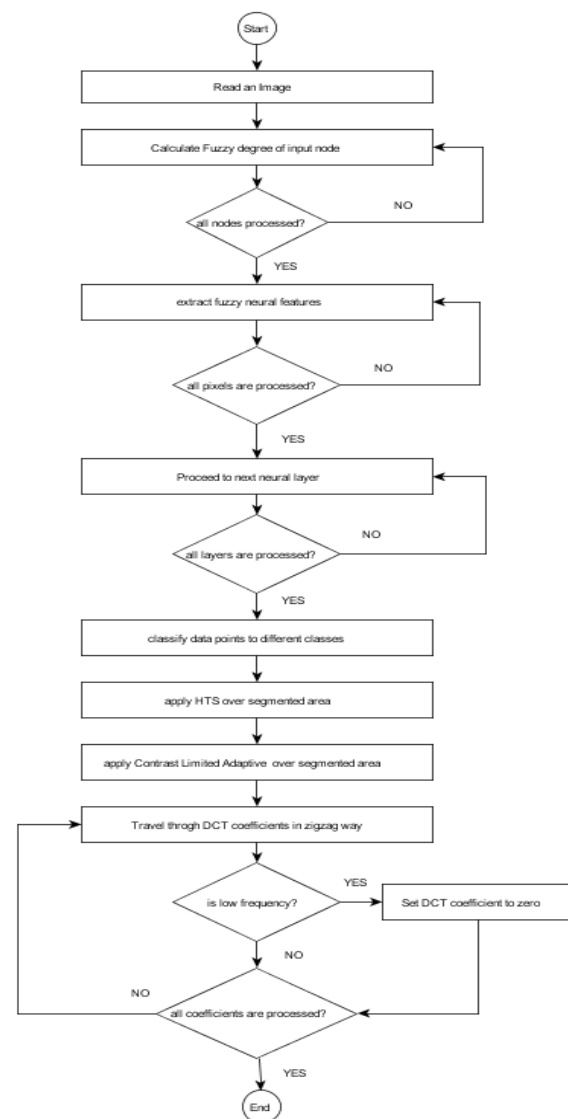 Start
Read an Image
Calculate Fuzzy degree of input node
NO
all nodes processed?
YES
extract fuzzy neural features
NO
all pixels are processed?
YES
Proceed to next neural layer
NO
all layers are processed?
YES
classify data points to different classes
apply HTS over segmented area
apply Contrast Limited Adaptive over segmented area
Travel throgh DCT coefficients in zigzag way
YES
is low frequency?
Set DCT coefficient to zero
NO
NO
all coefficients are processed?
YES
End